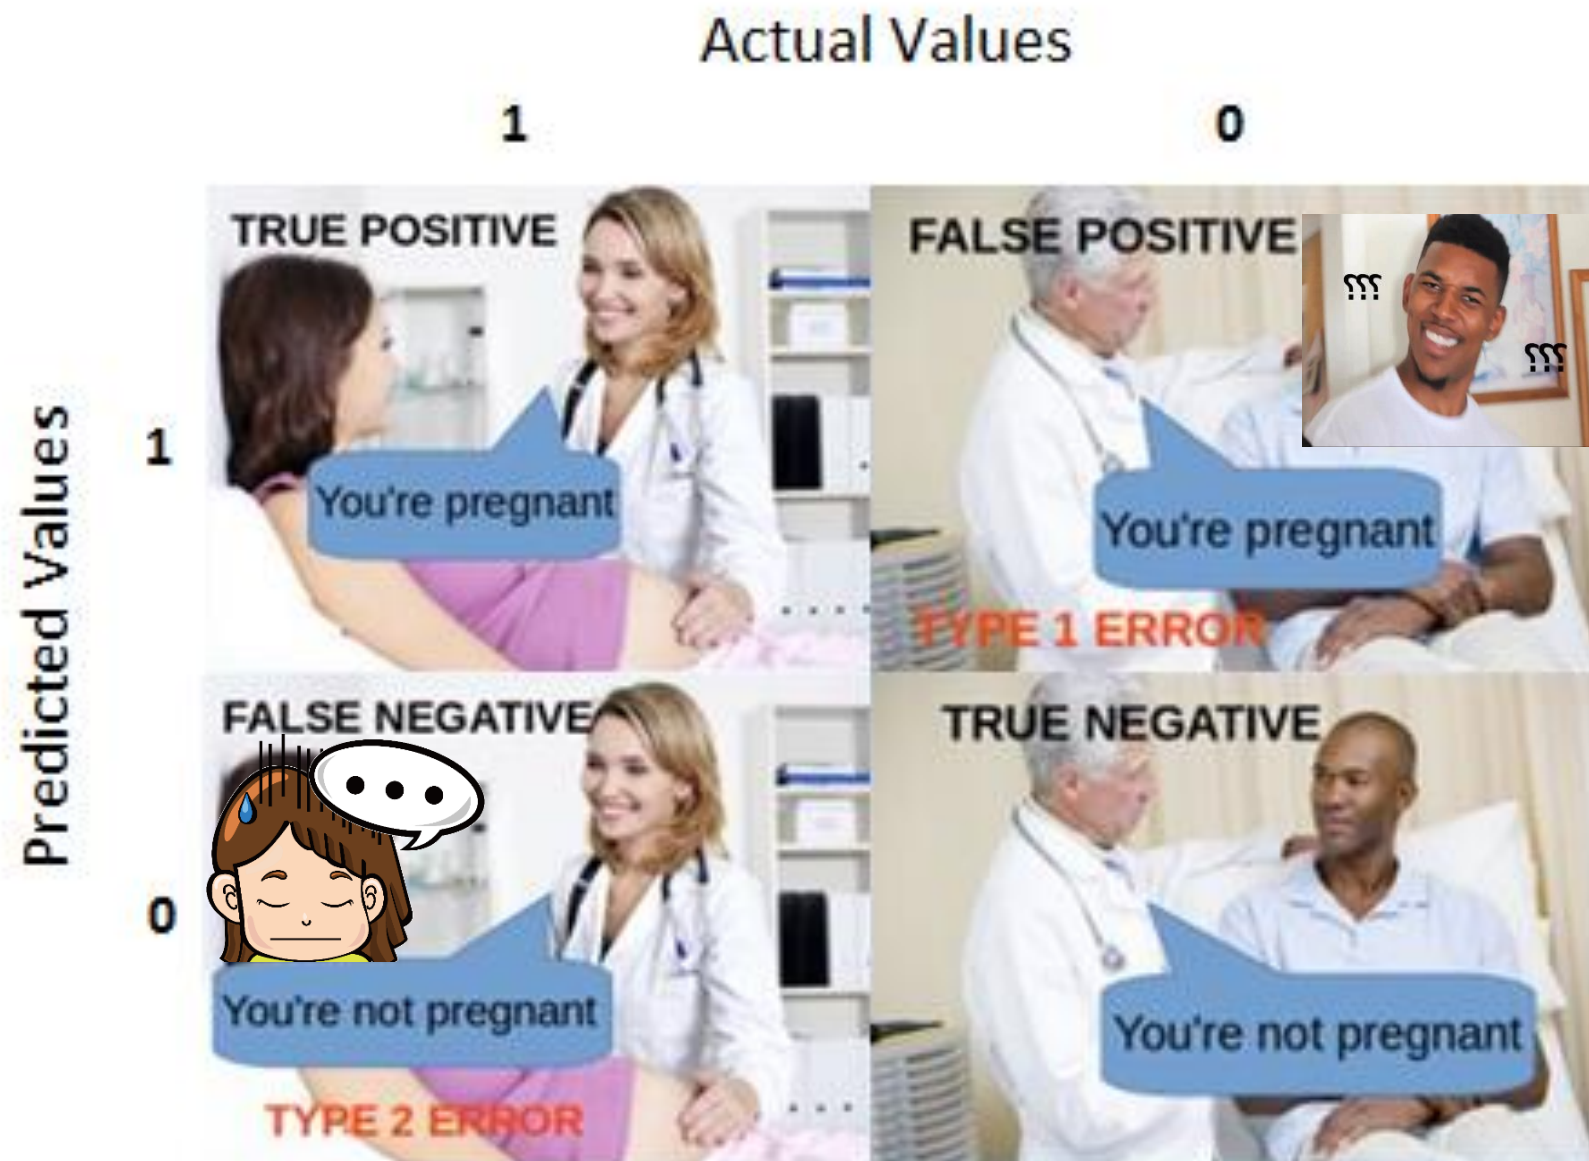 Actual Values
1
0
Predicted Values
1
TRUE POSITIVE
You're pregnant
FALSE POSITIVE
???
???
You're pregnant
TYPE 1 ERROR
0
FALSE NEGATIVE
...
You're not pregnant
TYPE 2 ERROR
TRUE NEGATIVE
You're not pregnant